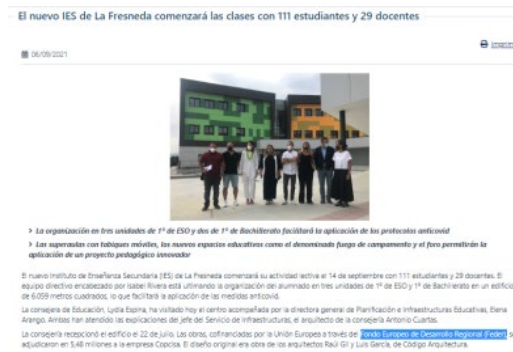 El nuevo IES de La Fresneda comenzará las clases con 111 estudiantes y 29 docentes
06/09/2021
La organización en tres unidades de 1º de ESO y dos de 1º de Bachillerato facilitará la aplicación de los protocolos anticovid
Las superaulas con tabiques móviles, los nuevos espacios educativos como el denominado fuego de campamento y el foro permitirán la
aplicación de un proyecto pedagógico innovador
El nuevo Instituto de Enseñanza Secundaria (IES) de La Fresneda comenzará su actividad lectiva el 14 de septiembre con 111 estudiantes y 29 docentes. El
equipo directivo encabezado por Isabel Rivera está ultimando la organización del alumnado en tres unidades de 1º de ESO y 1º de Bachillerato en un edificio
de 6.059 metros cuadrados, lo que facilitará la aplicación de las medidas anticovid.
La consejera de Educación, Lydia Espina, ha visitado hoy el centro acompañada por la directora general de Planificación e Infraestructuras Educativas, Elena
Arango. Ambas han atendido las explicaciones del jefe del Servicio de Infraestructuras, el arquitecto de la consejería Antonio Cuartas.
La consejería recepcionó el edificio el 22 de julio. Las obras, cofinanciadas por la Unión Europea a través del Fondo Europeo de Desarrollo Regional (Feder), se
adjudicaron en 5,48 millones a la empresa Copcisa. El diseño original era obra de los arquitectos Raúl Gil y Luis García, de Código Arquitectura.